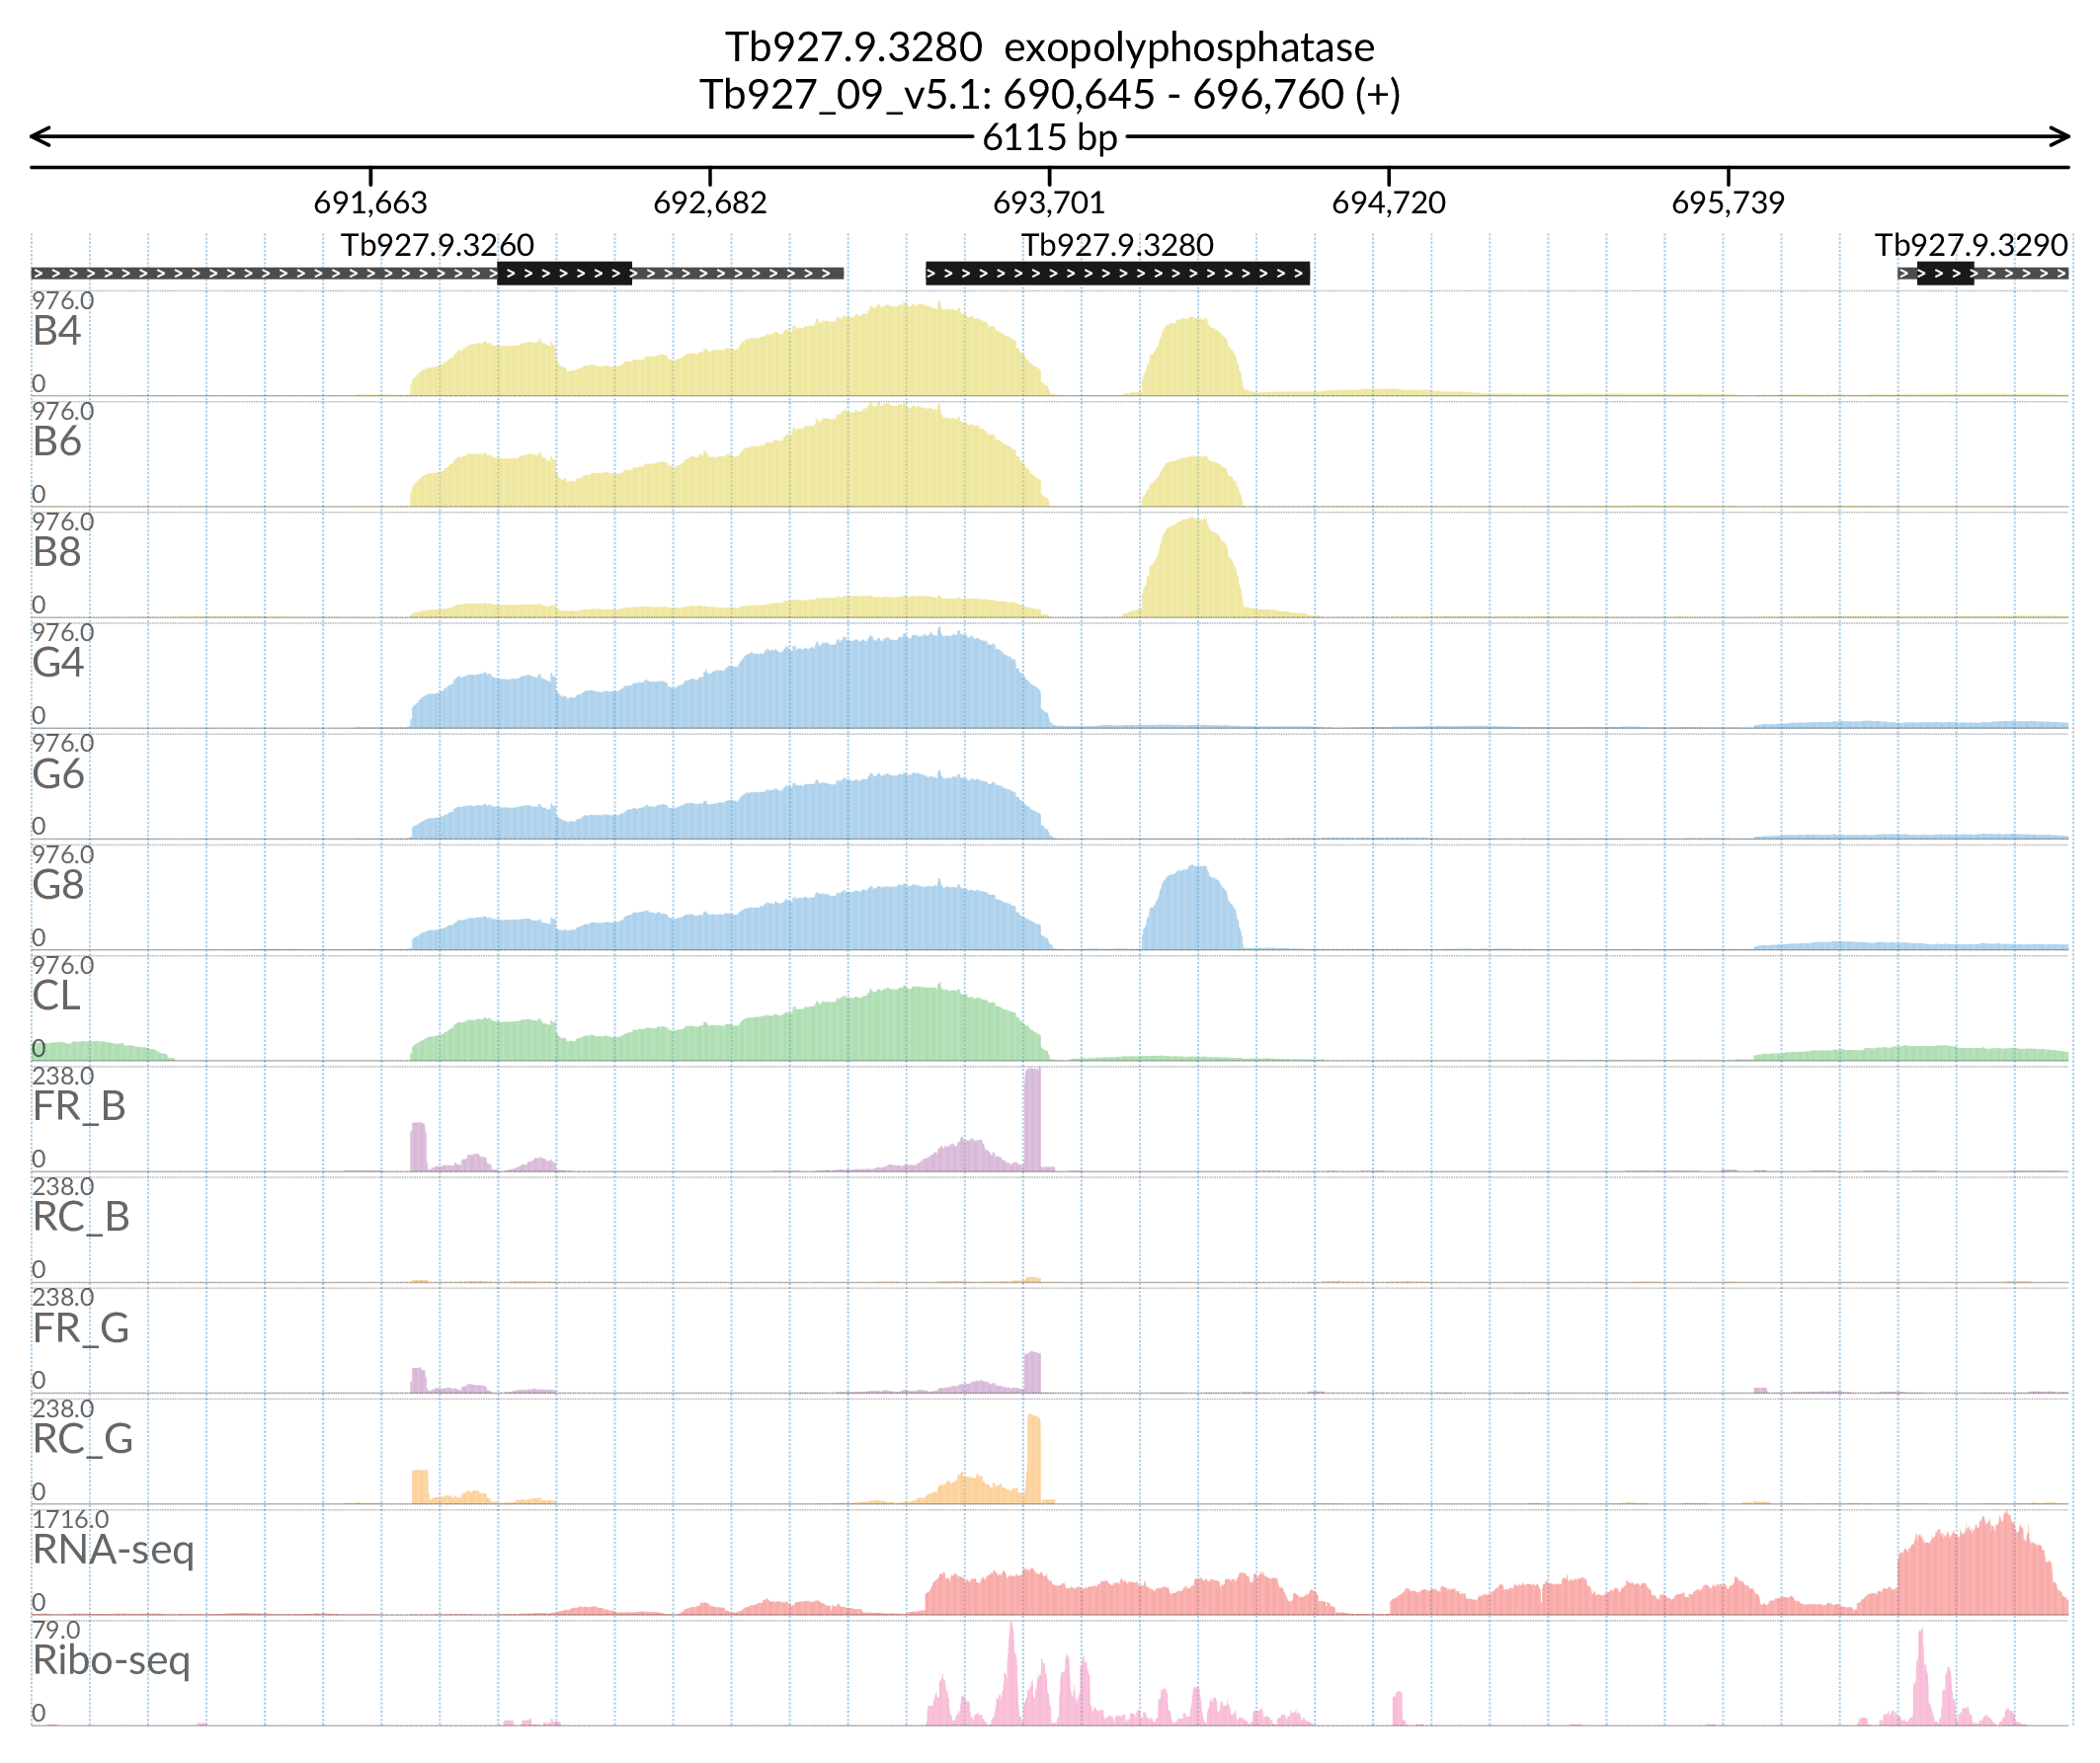 Tb927.9.3280 exopolyphosphatase
Tb927_09_v5.1: 690,645 - 696,760 (+)
6115 bp
691,663 692,682 693,701 694,720 695,739
Tb927.9.3260 Tb927.9.3280 Tb927.9.3290
976.0
B4
0
976.0
B6
0
976.0
B8
0
976.0
G4
0
976.0
G6
0
976.0
G8
0
976.0
CL
0
238.0
FR_B
0
238.0
RC_B
0
238.0
FR_G
0
238.0
RC_G
0
1716.0
RNA-seq
0
79.0
Ribo-seq
0